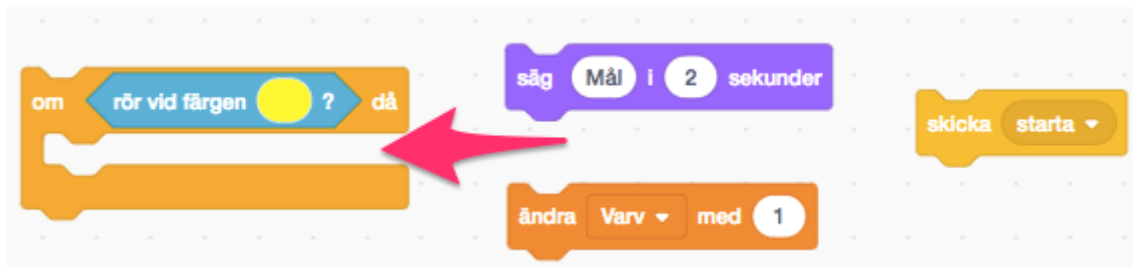 om rör vid färgen ? då
säg Mål i 2 sekunder
ändra Varv med 1
skicka starta